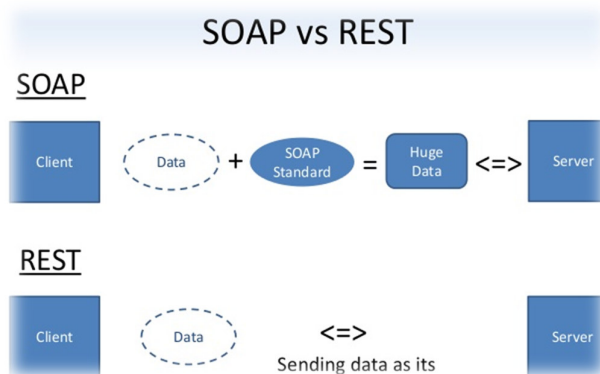 SOAP vs REST
SOAP
Client
Data
+
SOAP
Standard
=
Huge
Data
<=>
Server
REST
Client
Data
<=>
Sending data as its
Server